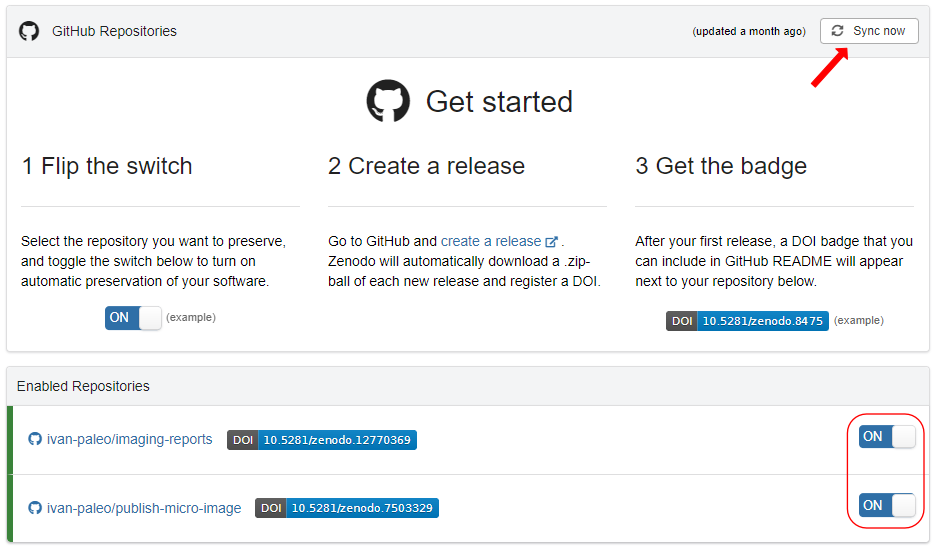 GitHub Repositories
(updated a month ago)
Sync now
Get started
1 Flip the switch
Select the repository you want to preserve,
and toggle the switch below to turn on
automatic preservation of your software.
ON (example)
2 Create a release
Go to GitHub and create a release .
Zenodo will automatically download a .zip-
ball of each new release and register a DOI.
3 Get the badge
After your first release, a DOI badge that you
can include in GitHub README will appear
next to your repository below.
DOI 10.5281/zenodo.8475 (example)
Enabled Repositories
ivan-paleo/imaging-reports DOI 10.5281/zenodo.12770369 ON
ivan-paleo/publish-micro-image DOI 10.5281/zenodo.7503329 ON